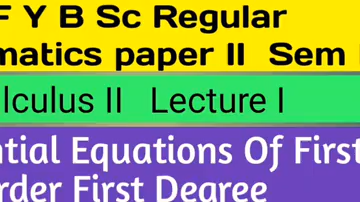 F Y B Sc Regular
matics paper II Sem
lculus II Lecture I
ntial Equations Of First
rder First Degree